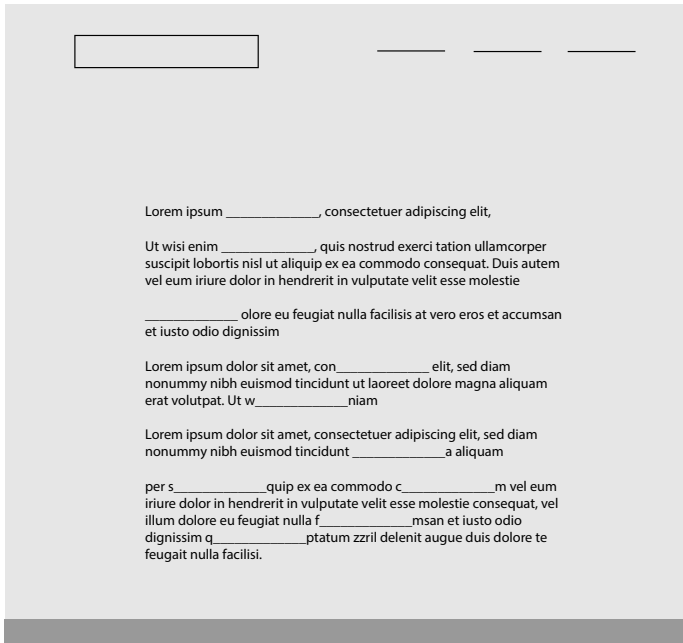 Lorem ipsum _____________, consectetuer adipiscing elit,
Ut wisi enim _____________, quis nostrud exerci tation ullamcorper
suscipit lobortis nisl ut aliquip ex ea commodo consequat. Duis autem
vel eum iriure dolor in hendrerit in vulputate velit esse molestie
_____________ olore eu feugiat nulla facilisis at vero eros et accumsan
et iusto odio dignissim
Lorem ipsum dolor sit amet, con_____________ elit, sed diam
nonummy nibh euismod tincidunt ut laoreet dolore magna aliquam
erat volutpat. Ut w_____________niam
Lorem ipsum dolor sit amet, consectetuer adipiscing elit, sed diam
nonummy nibh euismod tincidunt _____________a aliquam
per s_____________quip ex ea commodo c_____________m vel eum
iriure dolor in hendrerit in vulputate velit esse molestie consequat, vel
illum dolore eu feugiat nulla f_____________msan et iusto odio
dignissim q_____________ptatum zzril delenit augue duis dolore te
feugait nulla facilisi.